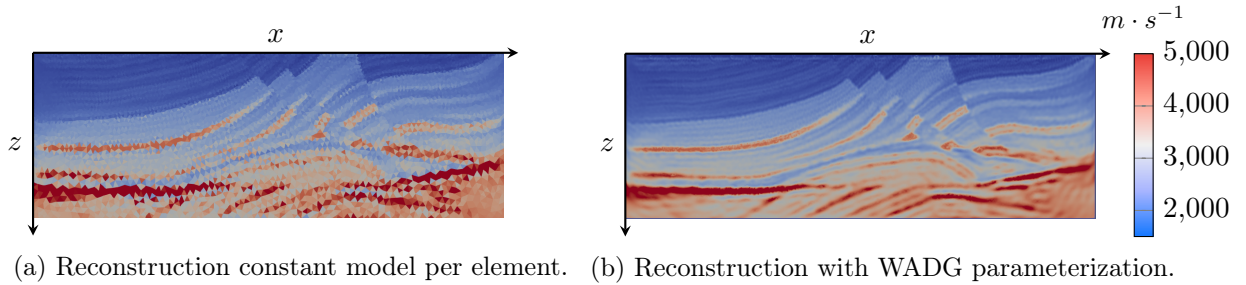 x
z
(a) Reconstruction constant model per element.
x
z
(b) Reconstruction with WADG parameterization.
m · s⁻¹
5,000
4,000
3,000
2,000